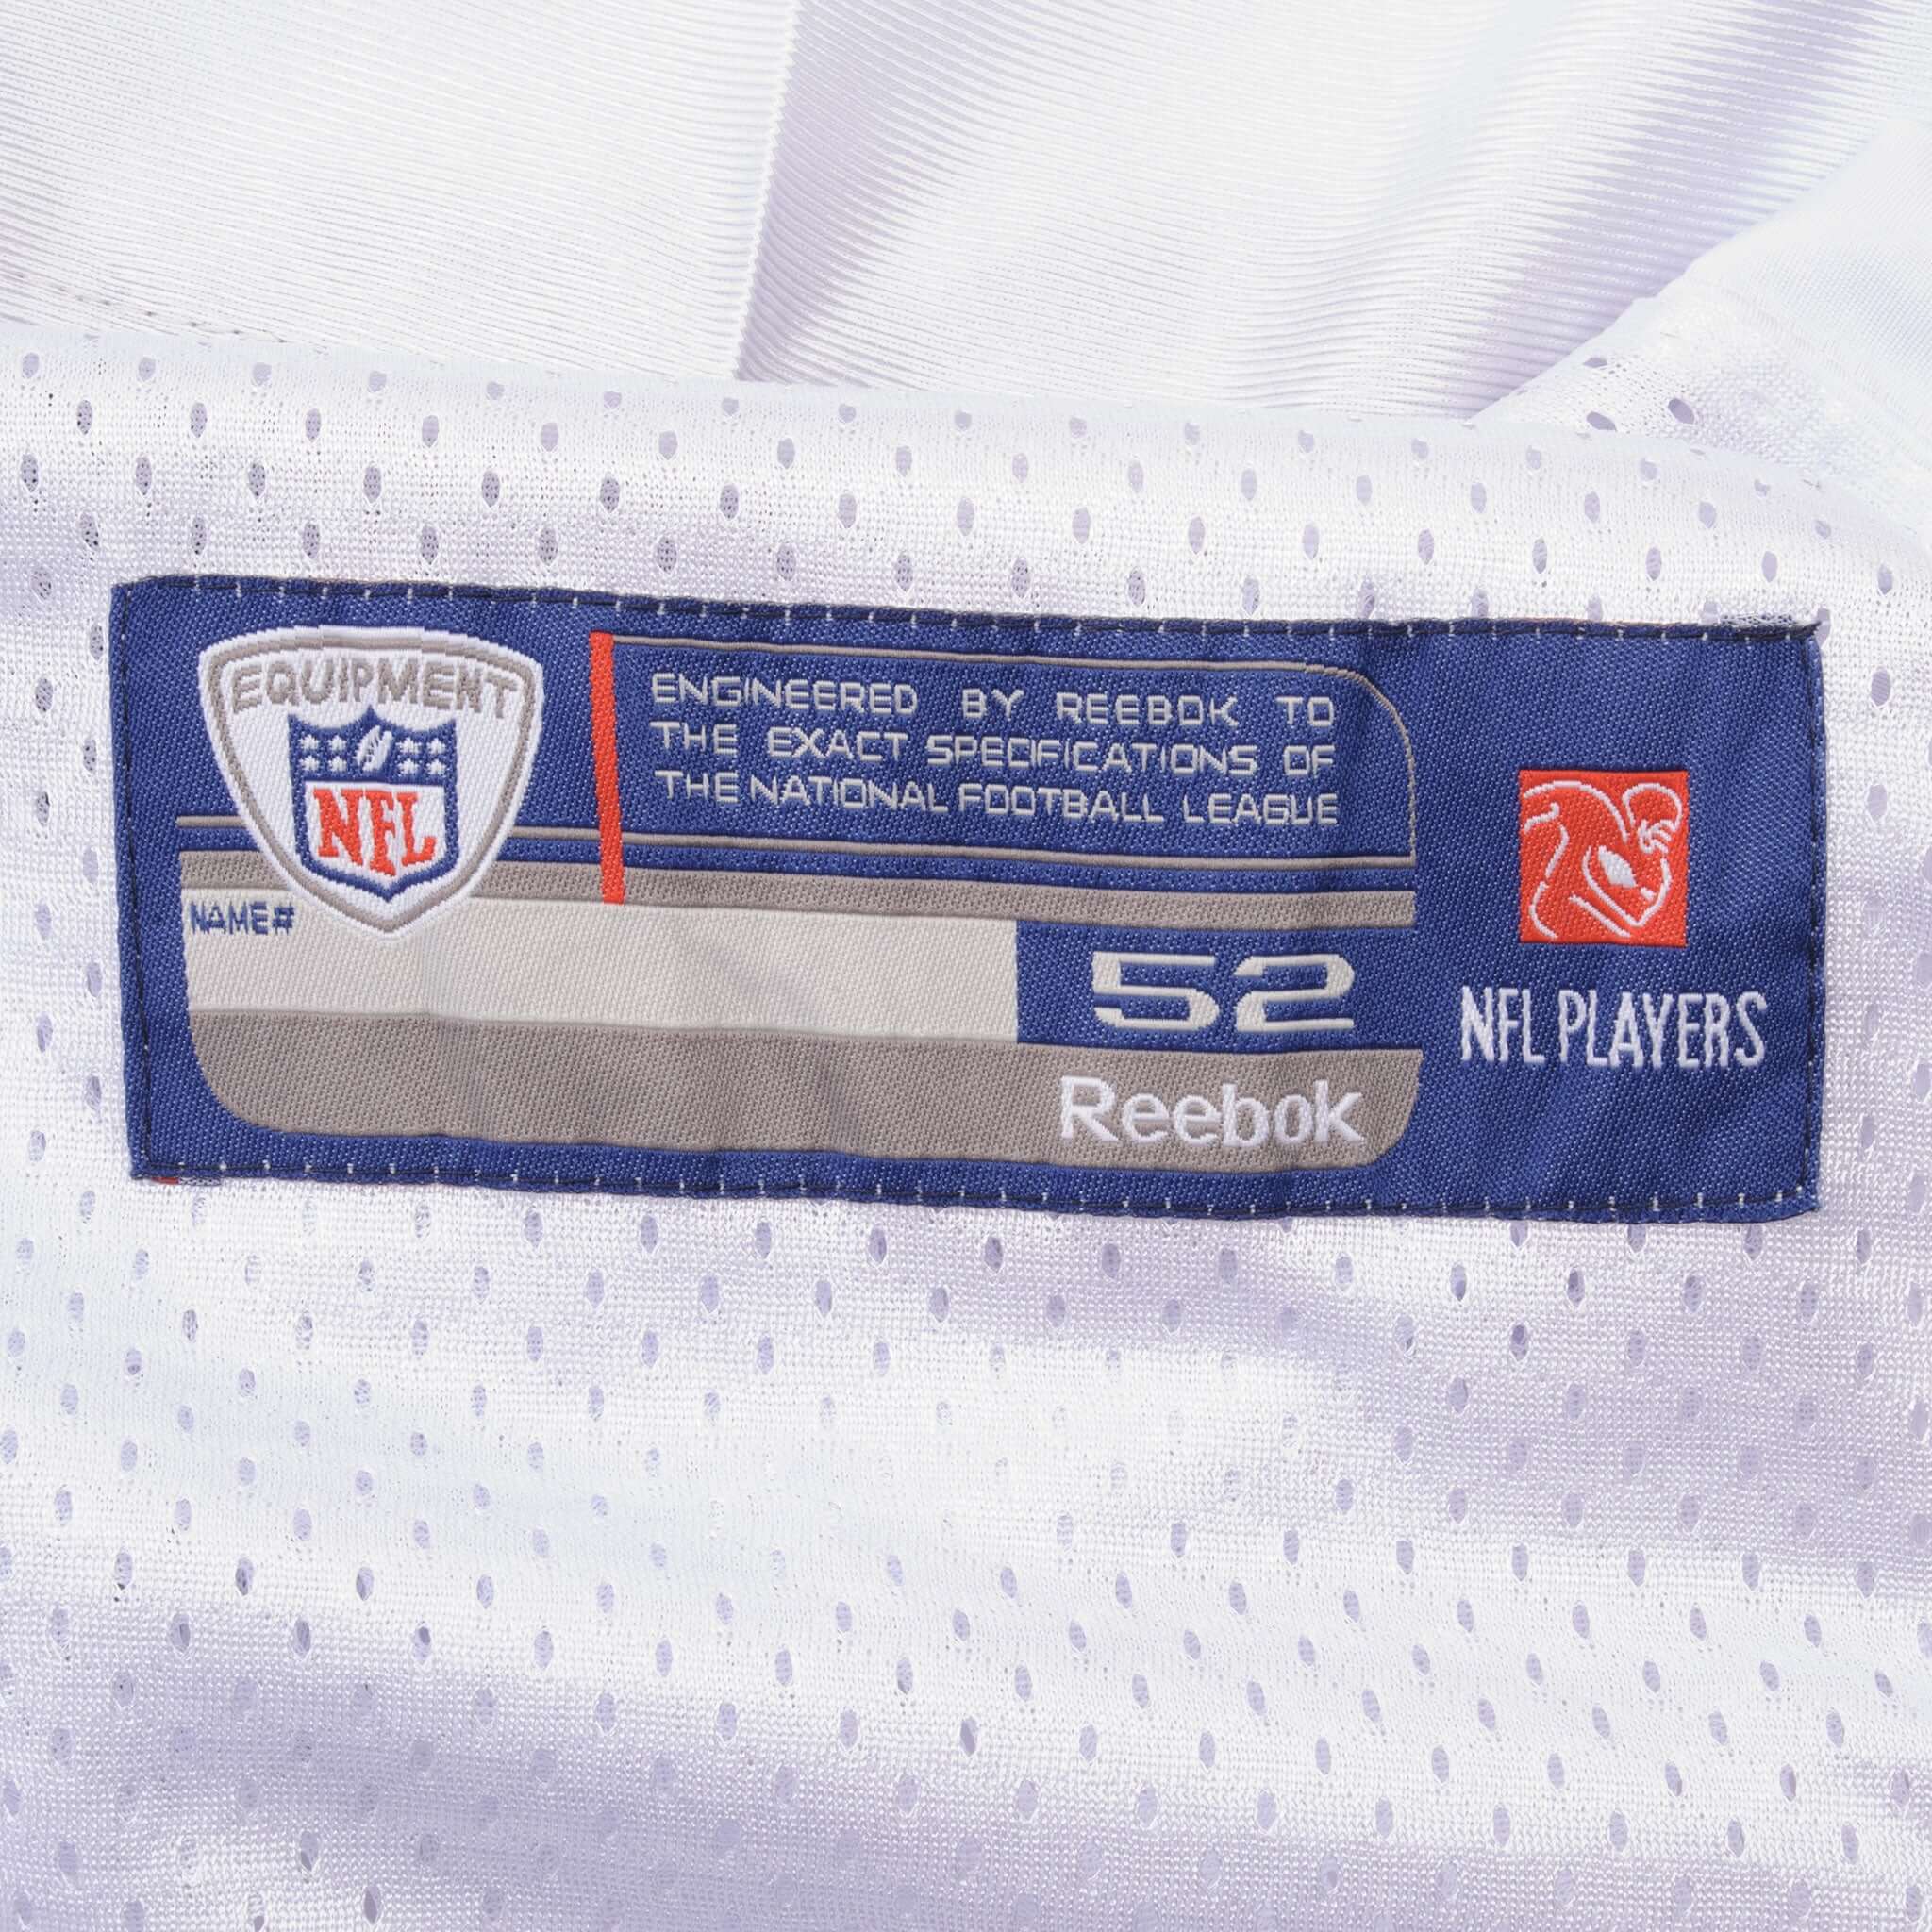 EQUIPMENT
NFL
ENGINEERED BY REEBOK TO
THE EXACT SPECIFICATIONS OF
THE NATIONAL FOOTBALL LEAGUE
NAME#
52
Reebok
NFL PLAYERS